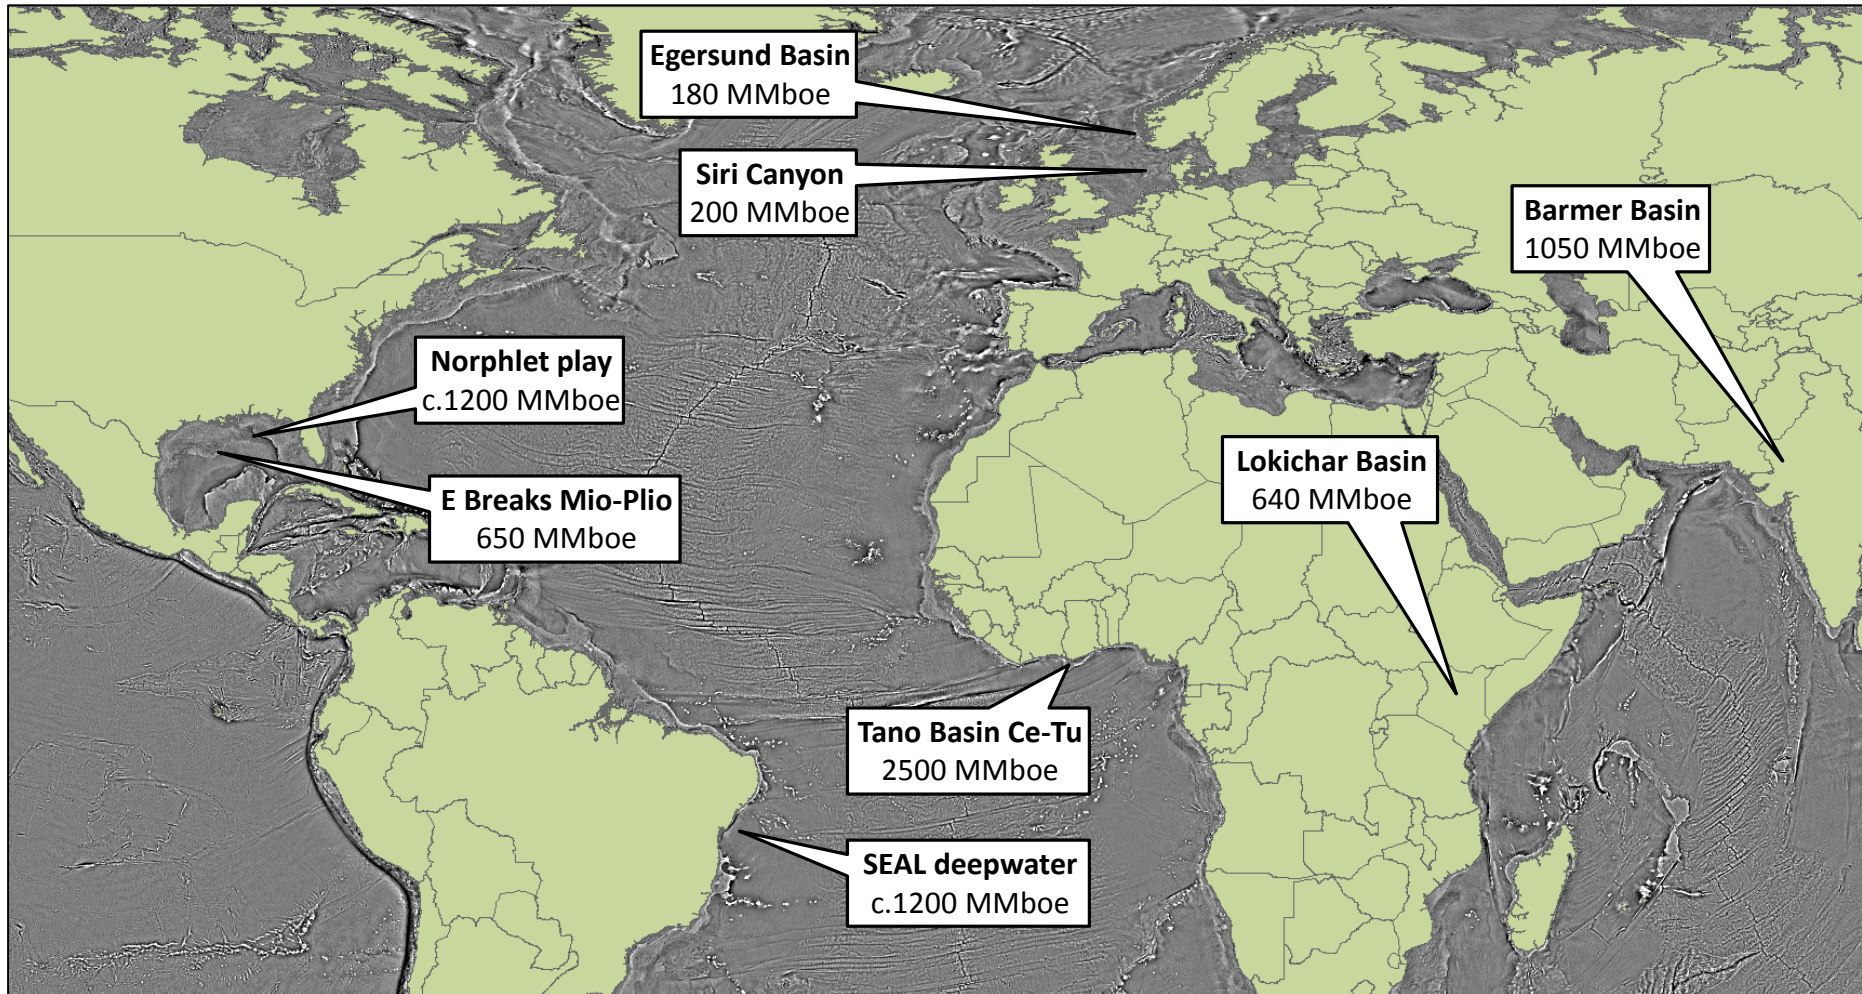 Egersund Basin
180 MMboe
Siri Canyon
200 MMboe
Barmer Basin
1050 MMboe
Norphlet play
c.1200 MMboe
Lokichar Basin
640 MMboe
E Breaks Mio-Plio
650 MMboe
Tano Basin Ce-Tu
2500 MMboe
SEAL deepwater
c.1200 MMboe